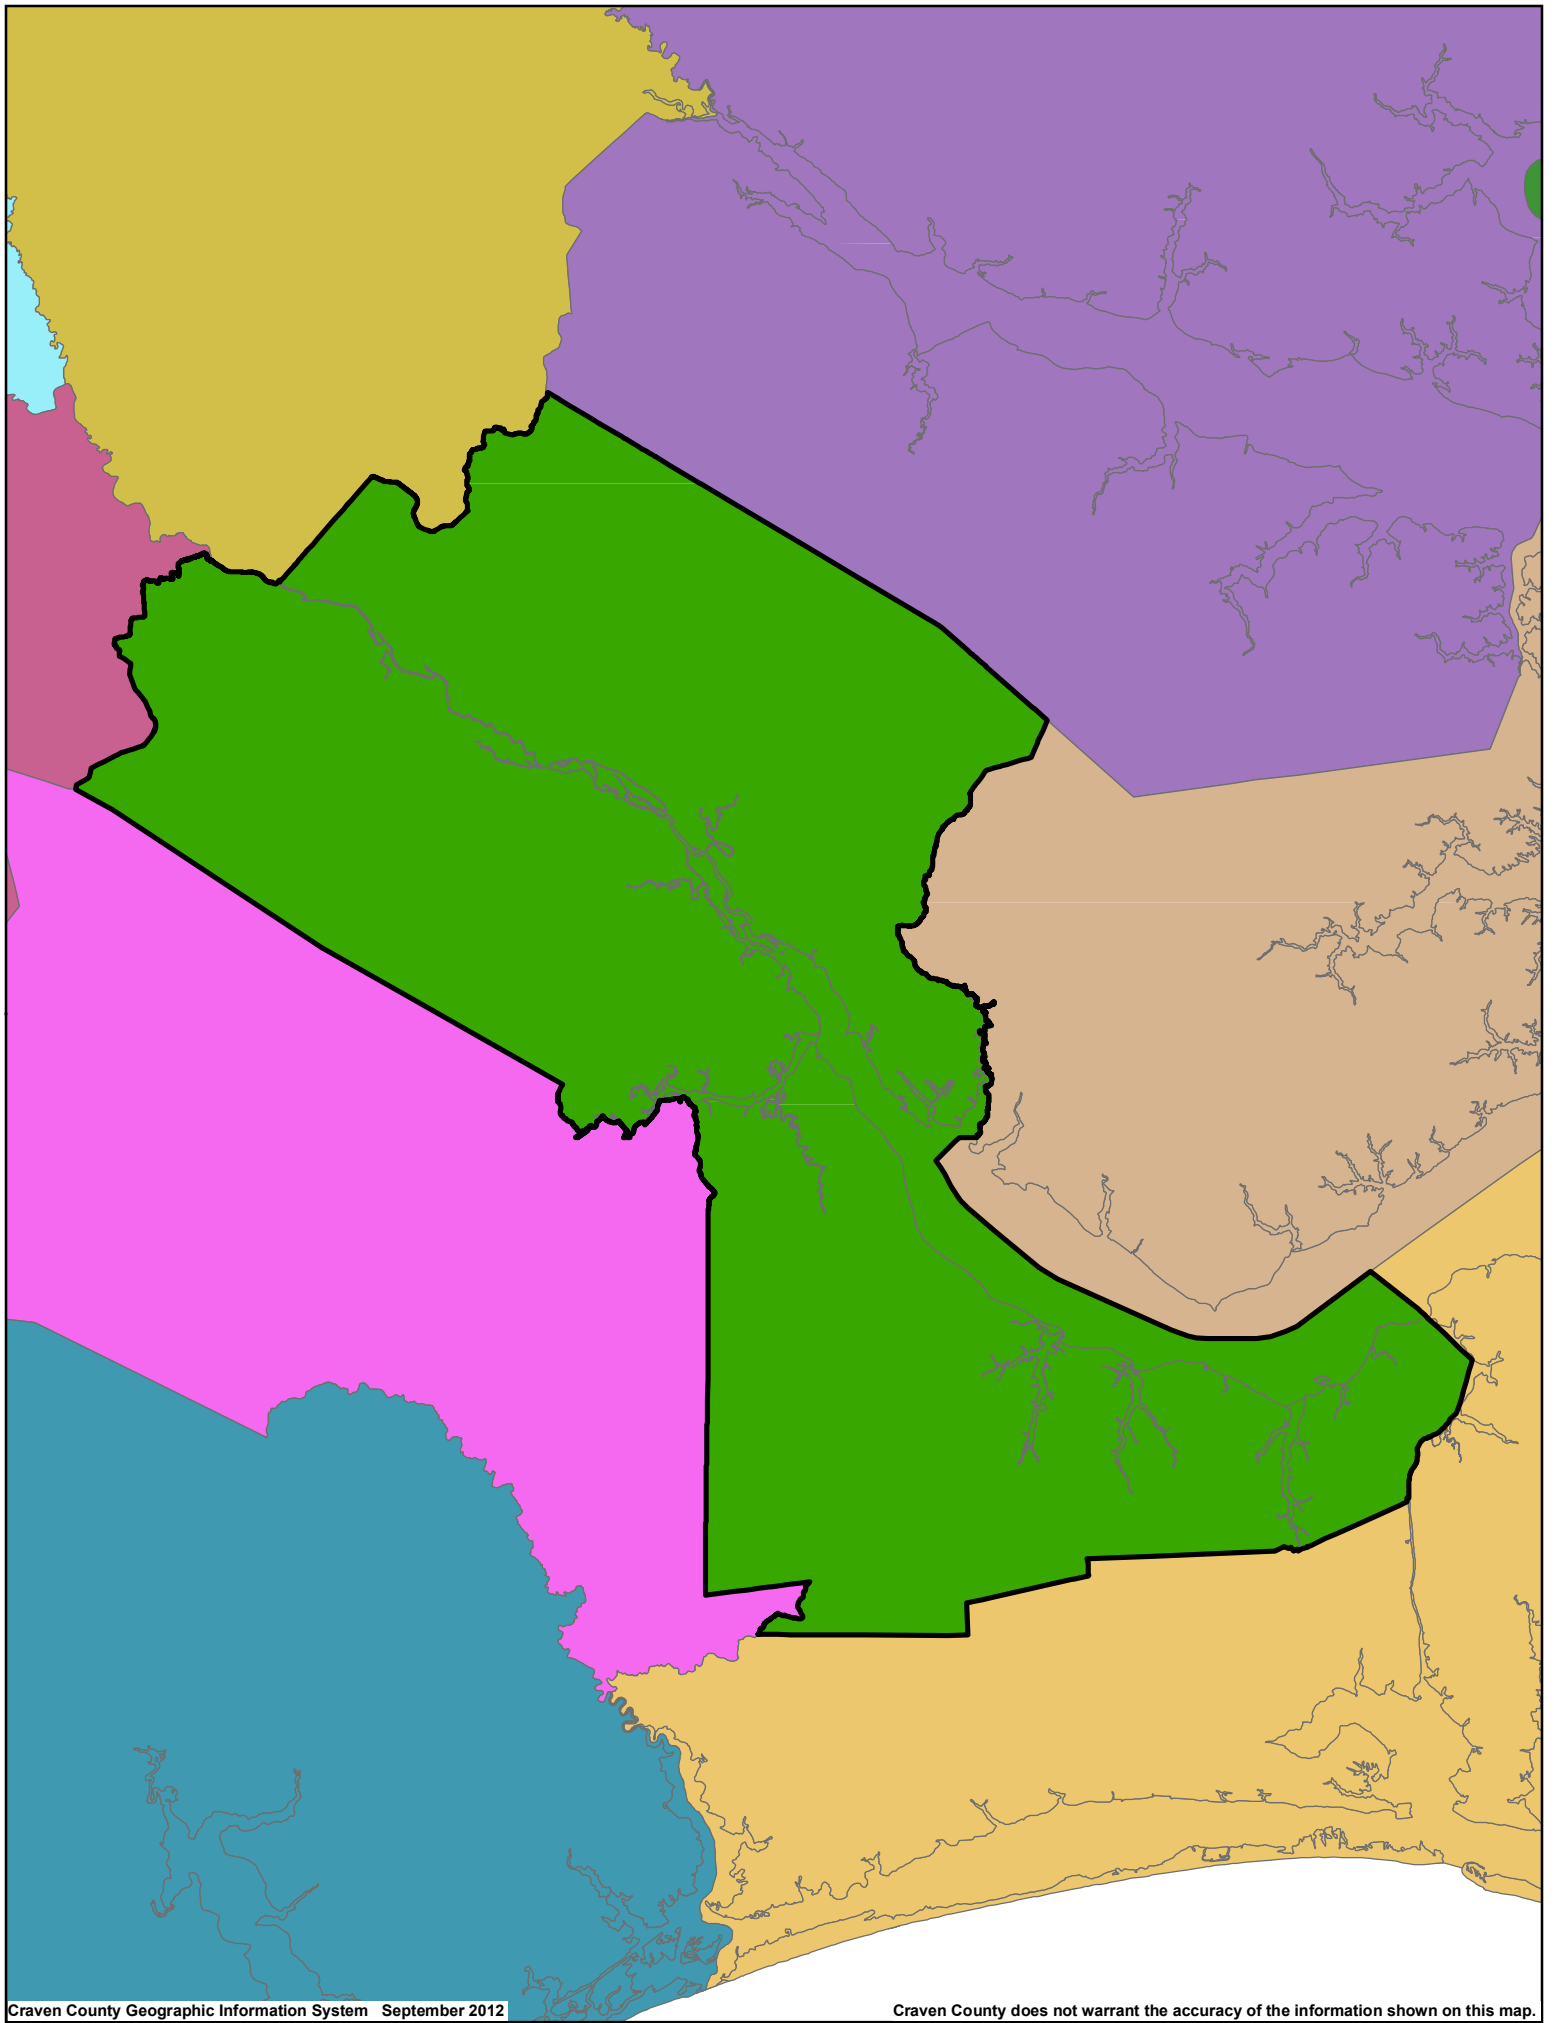 Craven County Geographic Information System   September 2012
Craven County does not warrant the accuracy of the information shown on this map.